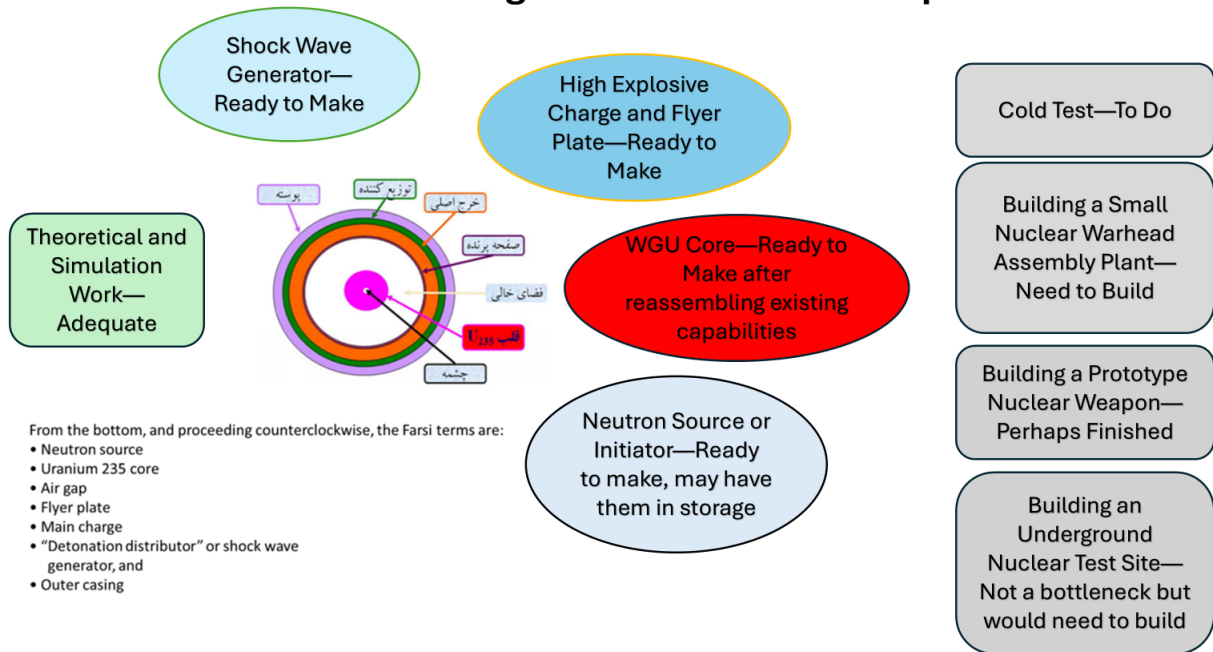 Shock Wave
Generator—
Ready to Make
High Explosive
Charge and Flyer
Plate—Ready to
Make
Cold Test—To Do
Theoretical and
Simulation
Work—
Adequate
پوسته
توزیع کننده
خرج اصلی
صفحه پرنده
فضای خالی
قلب U235
چشمه
WGU Core—Ready to
Make after
reassembling existing
capabilities
Building a Small
Nuclear Warhead
Assembly Plant—
Need to Build
Neutron Source or
Initiator—Ready
to make, may have
them in storage
Building a Prototype
Nuclear Weapon—
Perhaps Finished
From the bottom, and proceeding counterclockwise, the Farsi terms are:
• Neutron source
• Uranium 235 core
• Air gap
• Flyer plate
• Main charge
• “Detonation distributor” or shock wave
generator, and
• Outer casing
Building an
Underground
Nuclear Test Site—
Not a bottleneck but
would need to build